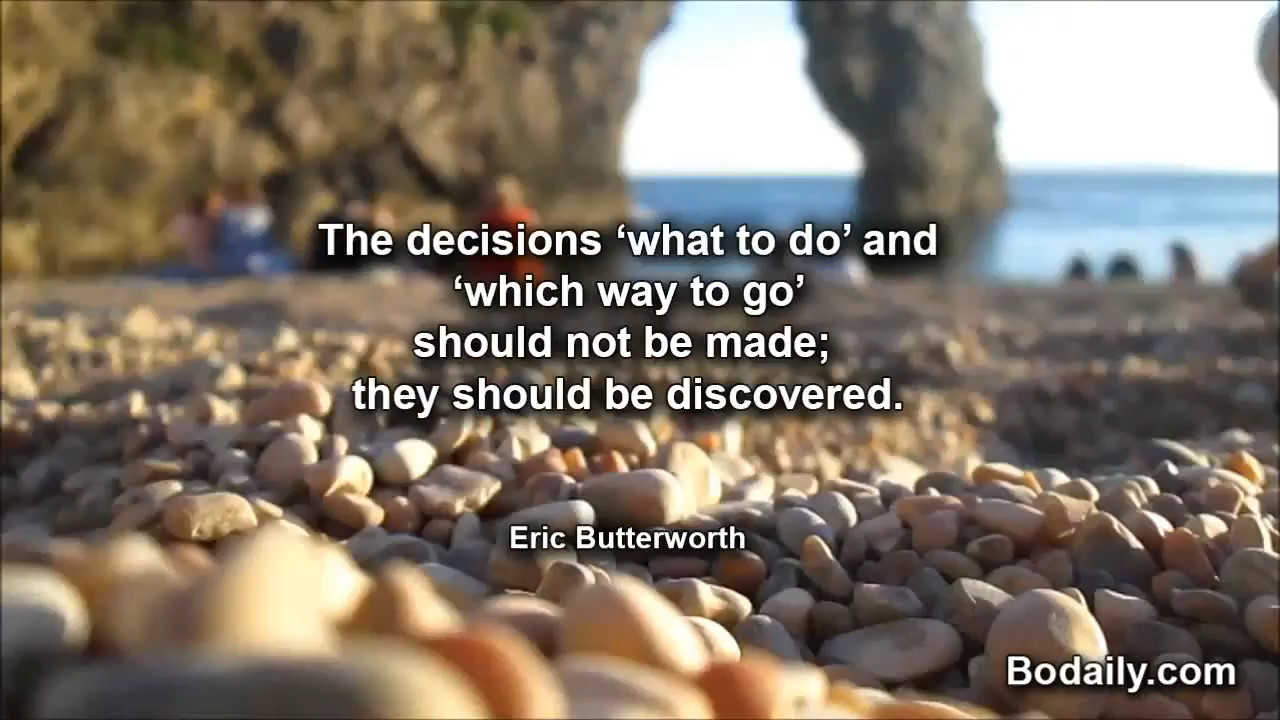 The decisions ‘what to do’ and
‘which way to go’
should not be made;
they should be discovered.
Eric Butterworth
Bodaily.com